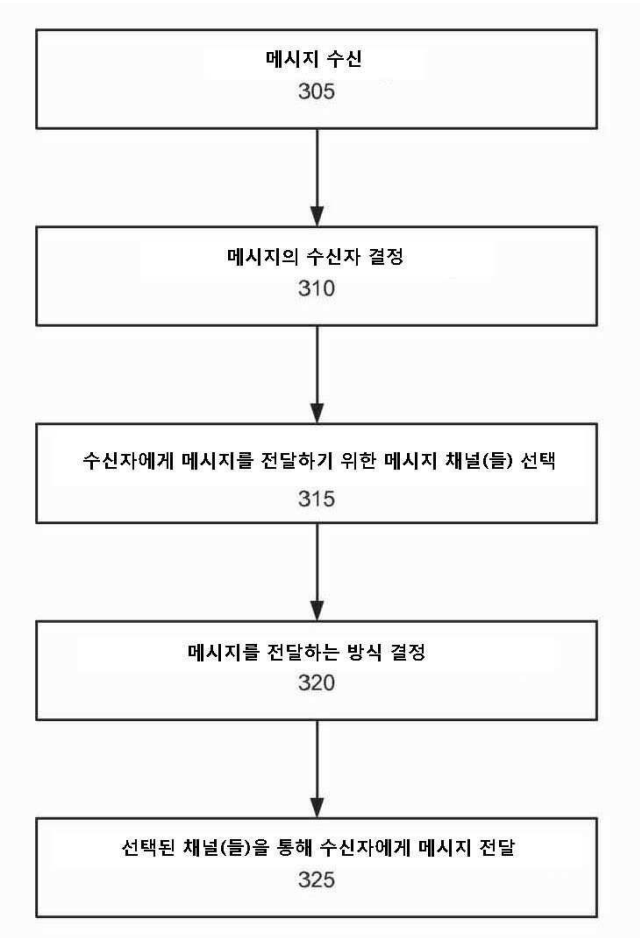 메시지 수신
305
메시지의 수신자 결정
310
수신자에게 메시지를 전달하기 위한 메시지 채널(들) 선택
315
메시지를 전달하는 방식 결정
320
선택된 채널(들)을 통해 수신자에게 메시지 전달
325